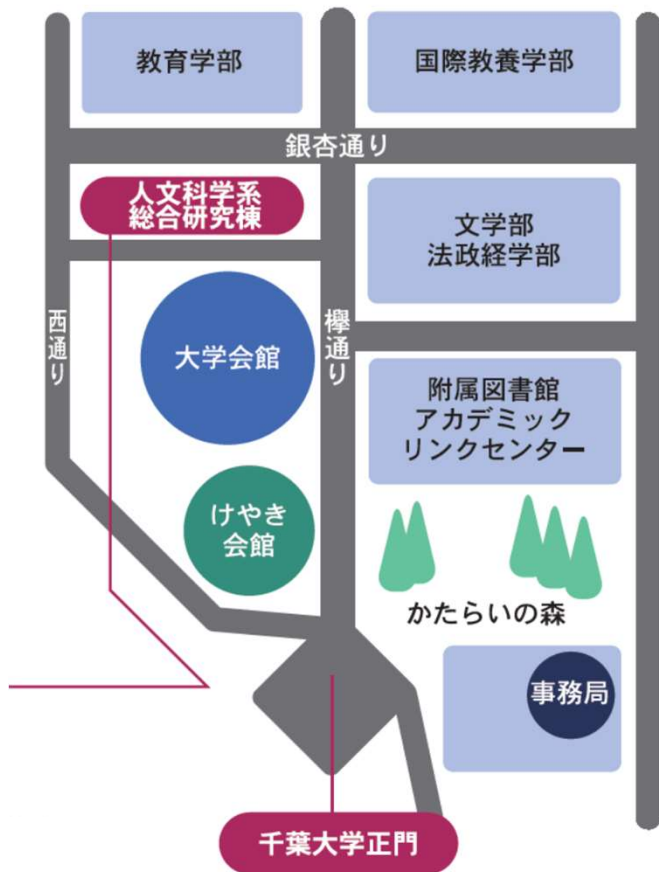 教育学部
国際教養学部
銀杏通り
人文科学系
総合研究棟
文学部
法政経学部
西通り
欅通り
大学会館
附属図書館
アカデミック
リンクセンター
けやき
会館
かたらいの森
事務局
千葉大学正門